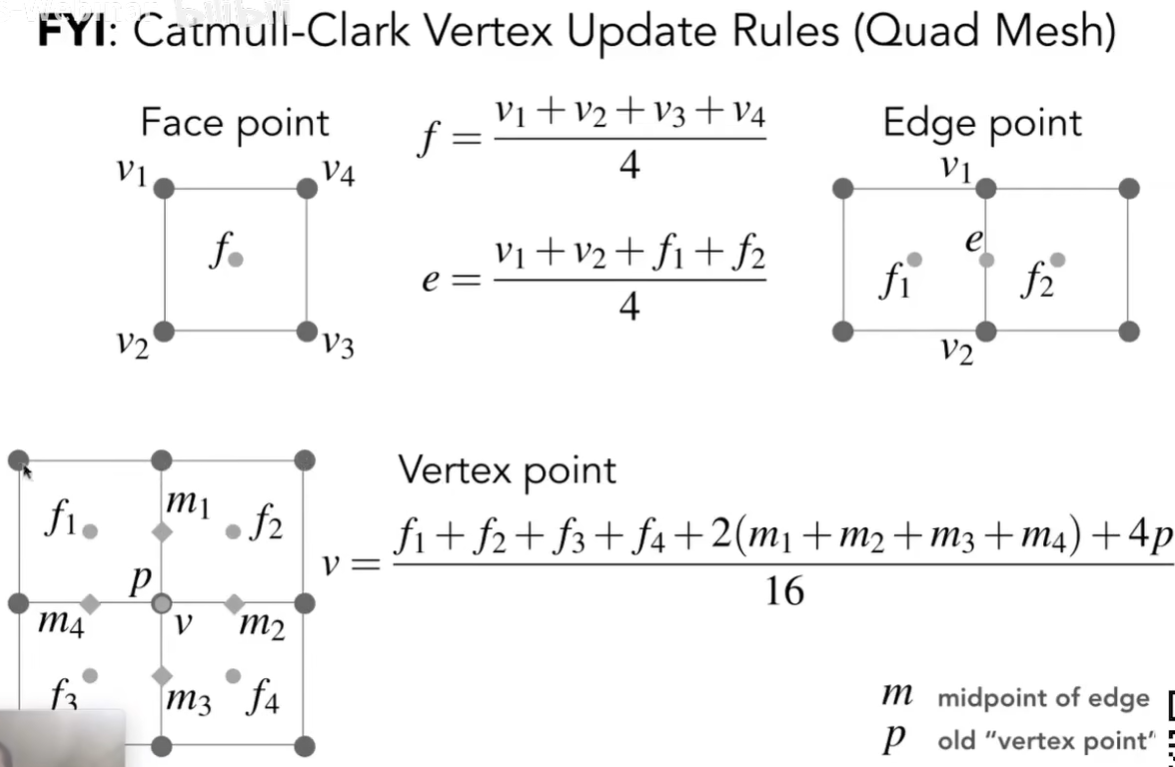 FYI: Catmull-Clark Vertex Update Rules (Quad Mesh)
Face point
f = (v₁ + v₂ + v₃ + v₄) / 4
Edge point
v₁
v₄
f
v₂
v₃
e = (v₁ + v₂ + f₁ + f₂) / 4
v₁
e
f₁
f₂
v₂
Vertex point
v = (f₁ + f₂ + f₃ + f₄ + 2(m₁ + m₂ + m₃ + m₄) + 4p) / 16
f₁
m₁
f₂
p
m₄
v
m₂
f₃
m₃
f₄
m midpoint of edge
p old “vertex point”